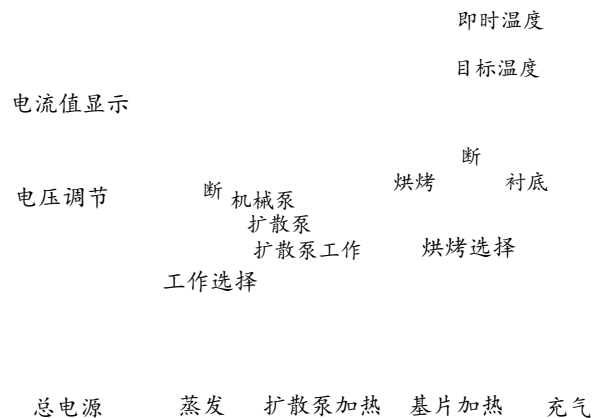 即时温度
目标温度
电流值显示
断
烘烤 衬底
电压调节
断
机械泵
扩散泵
扩散泵工作
烘烤选择
工作选择
总电源 蒸发 扩散泵加热 基片加热 充气